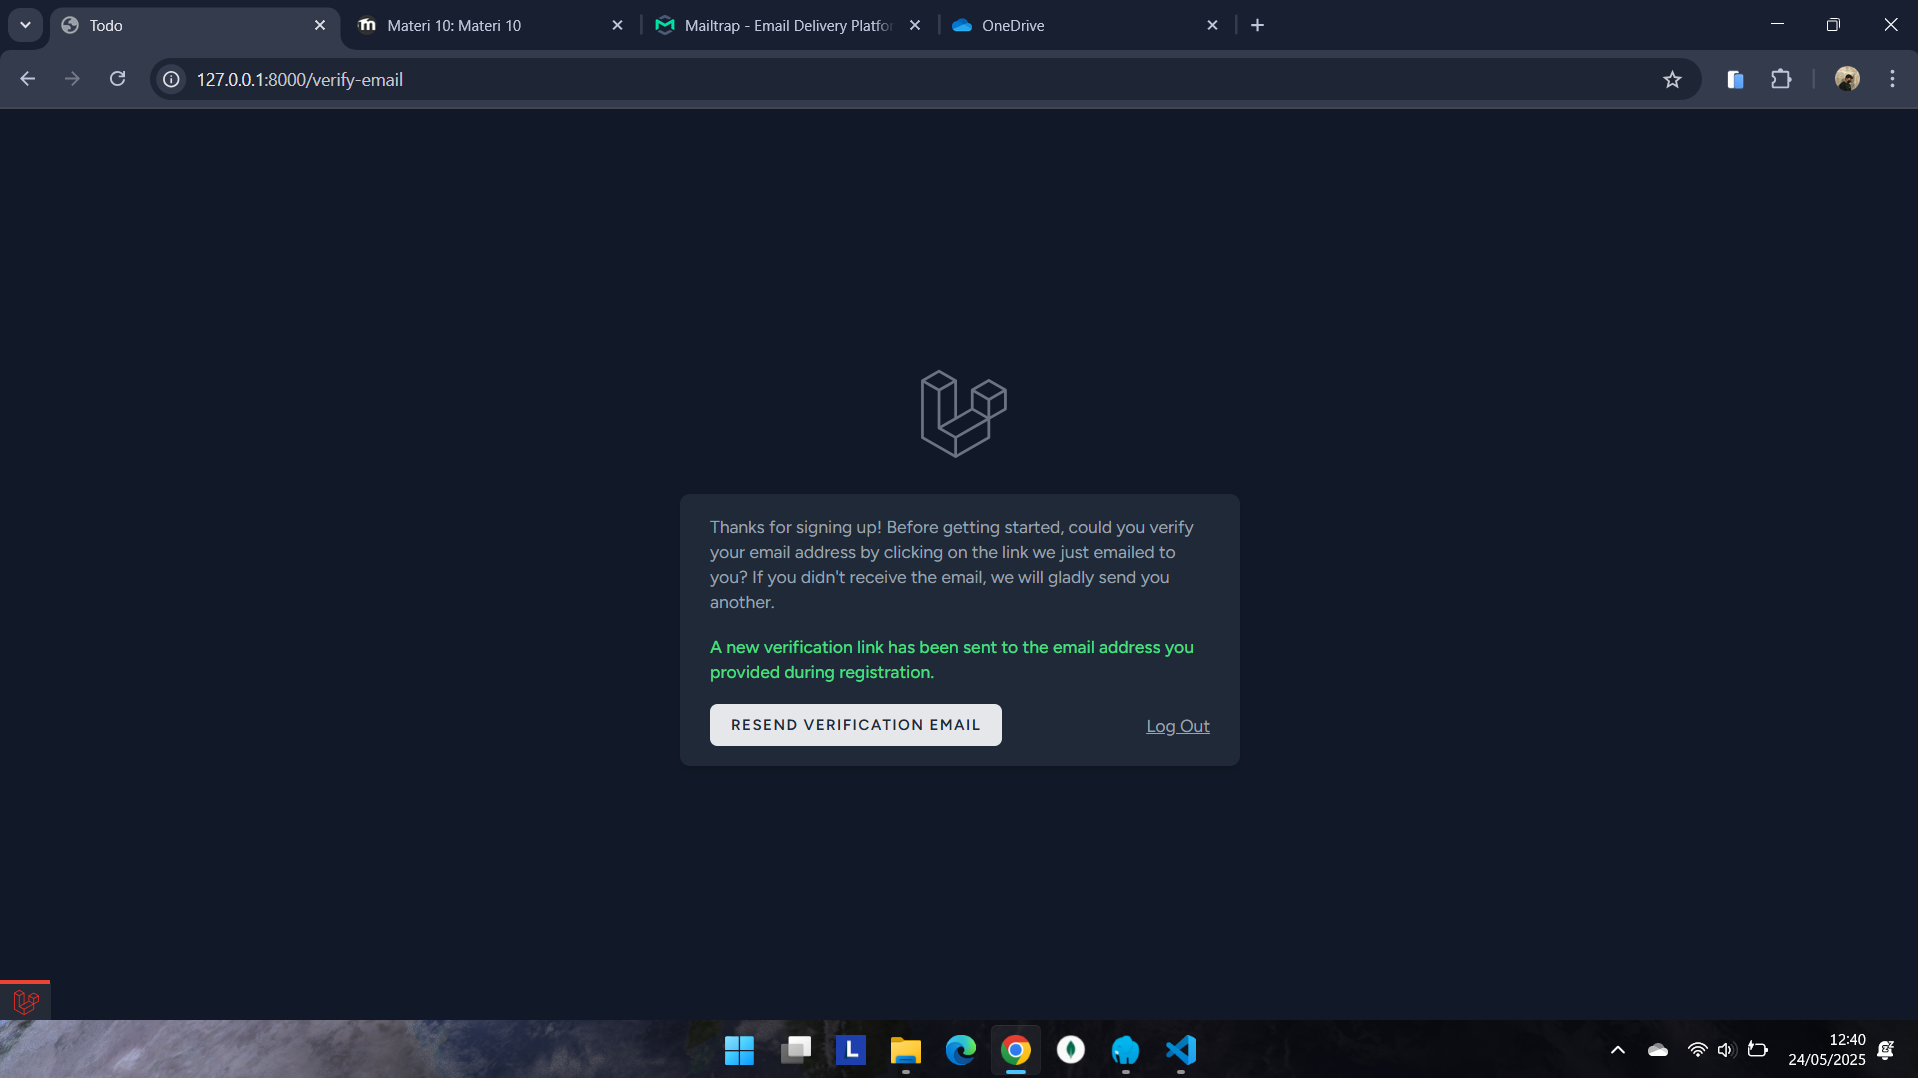 Todo
Materi 10: Materi 10
Mailtrap - Email Delivery Platfo
OneDrive
127.0.0.1:8000/verify-email
Thanks for signing up! Before getting started, could you verify
your email address by clicking on the link we just emailed to
you? If you didn't receive the email, we will gladly send you
another.
A new verification link has been sent to the email address you
provided during registration.
RESEND VERIFICATION EMAIL
Log Out
L
12:40
24/05/2025